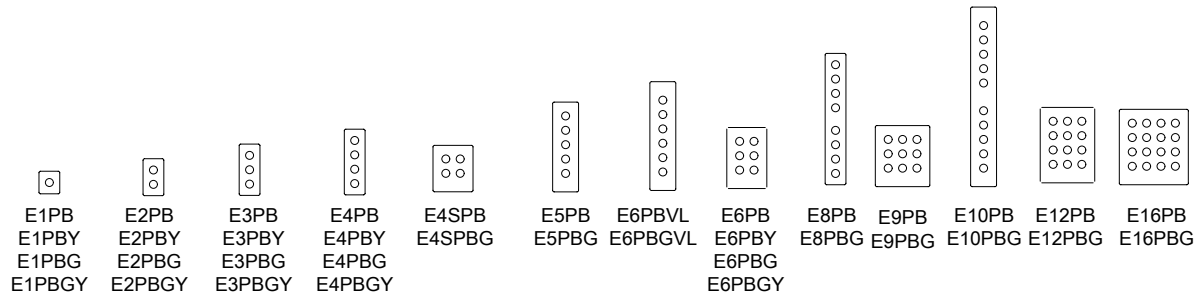 E1PB E2PB E3PB E4PB E4SPB E5PB E6PBVL E6PB E8PB E9PB E10PB E12PB E16PB
E1PBY E2PBY E3PBY E4PBY E4SPBG E5PBG E6PBGVL E6PBY E8PBG E9PBG E10PBG E12PBG E16PBG
E1PBG E2PBG E3PBG E4PBG E6PBG
E1PBGY E2PBGY E3PBGY E4PBGY E6PBGY